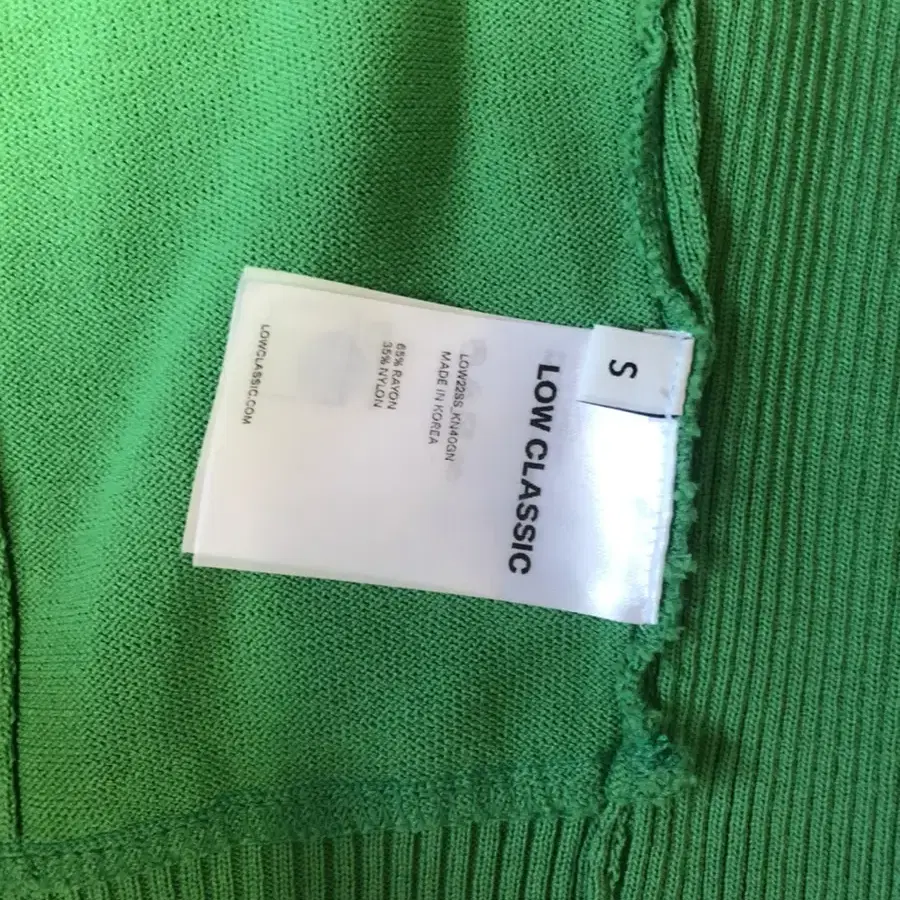 S
LOW CLASSIC
LOW22SS_KN40GN
MADE IN KOREA
65% RAYON
35% NYLON
LOWCLASSIC.COM